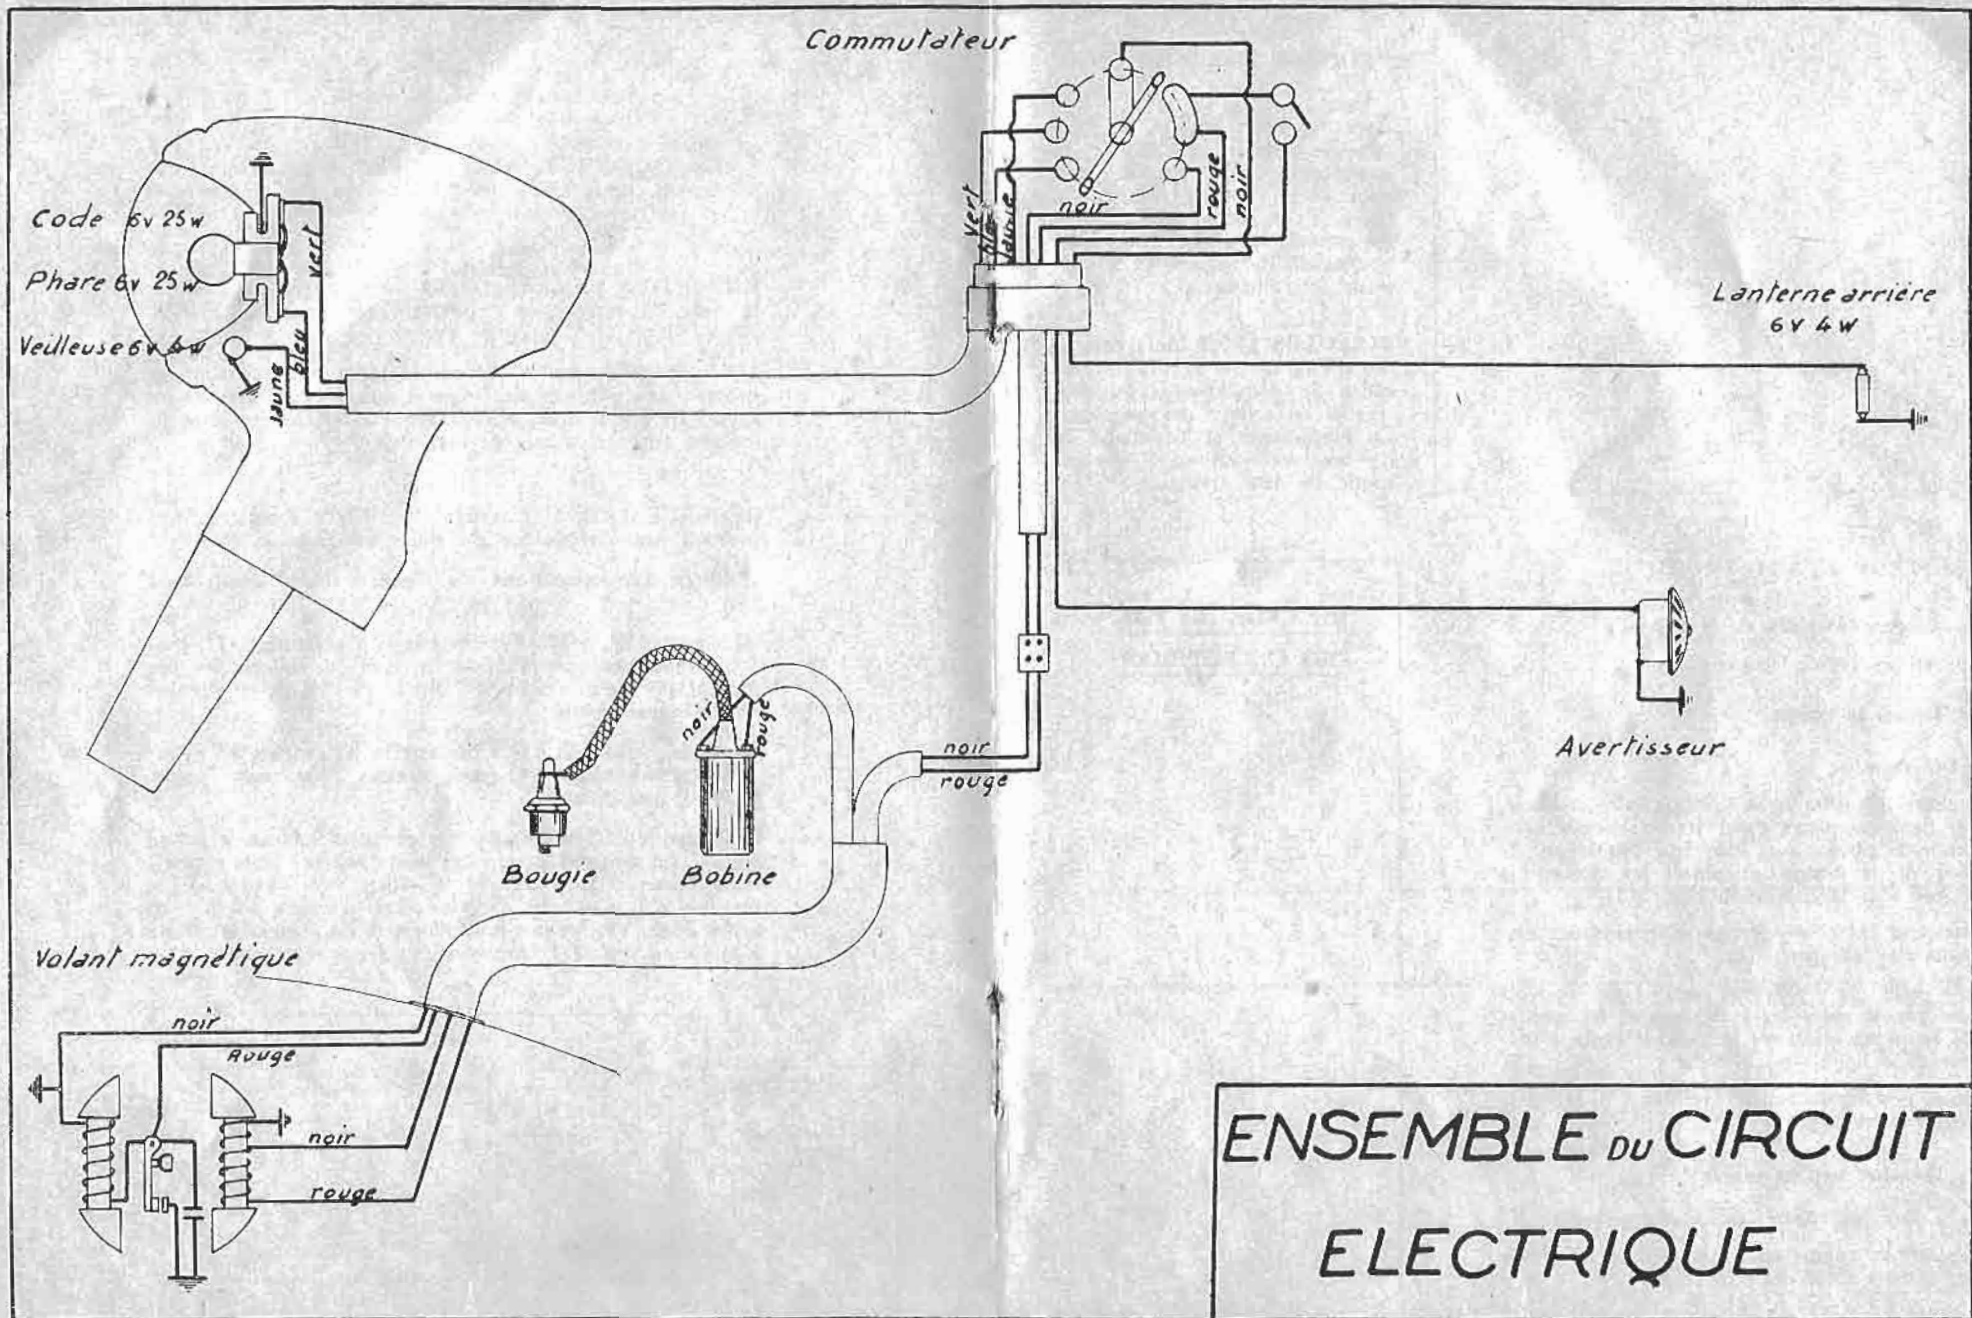 Commutateur
Code 6v 25w
Phare 6v 25w
Veilleuse 6v
vert
bleu
Jaune
Vert
bleu
Jaune
noir
rouge
noir
Lanterne arrière
6v 4w
Avertisseur
noir
rouge
noir
rouge
Bougie
Bobine
Volant magnétique
noir
Rouge
noir
rouge
ENSEMBLE DU CIRCUIT
ELECTRIQUE